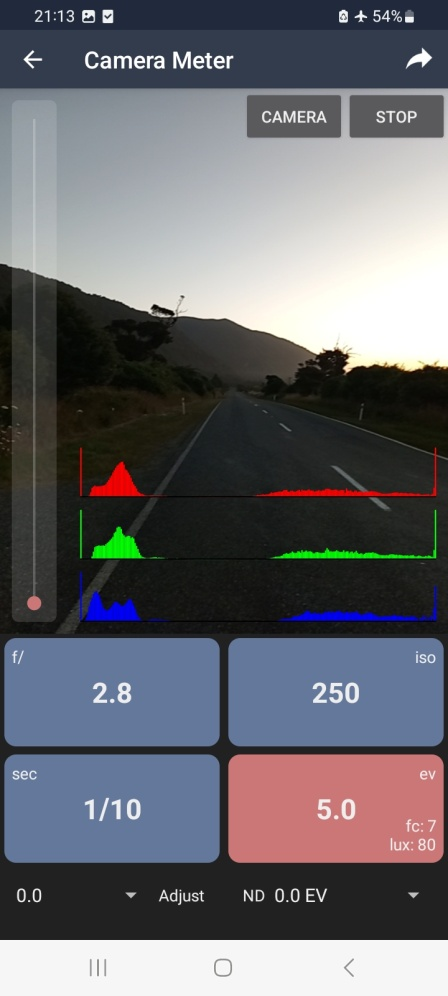 21:13 54%
Camera Meter
CAMERA STOP
f/ iso
2.8 250
sec ev
1/10 5.0
fc: 7
lux: 80
0.0 Adjust ND 0.0 EV